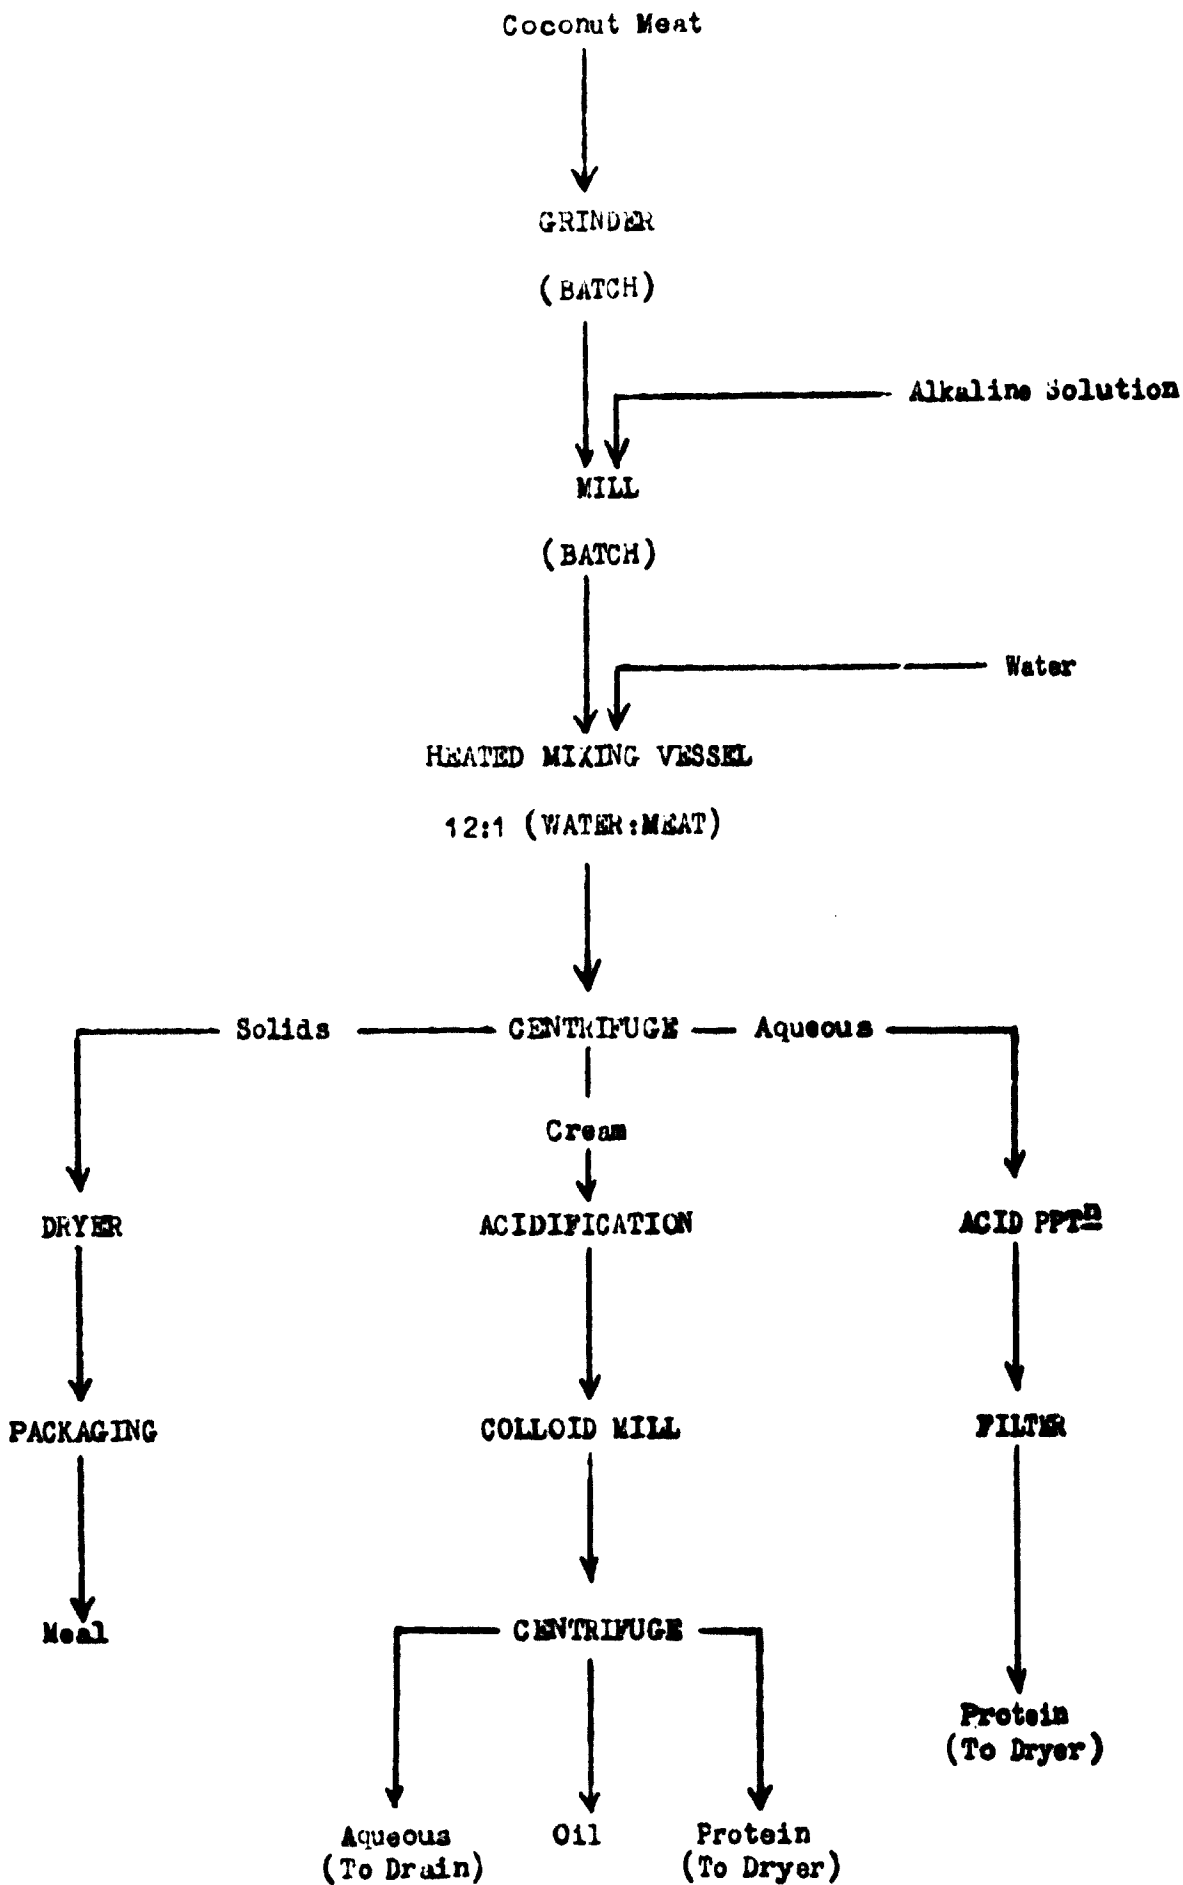 Coconut Meat
GRINDER
(BATCH)
Alkaline Solution
MILL
(BATCH)
Water
HEATED MIXING VESSEL
12:1 (WATER:MEAT)
Solids CENTRIFUGE Aqueous
Cream
DRYER ACIDIFICATION ACID PPTn
PACKAGING COLLOID MILL FILTER
Meal CENTRIFUGE
Protein
(To Dryer)
Aqueous Oil Protein
(To Drain) (To Dryer)